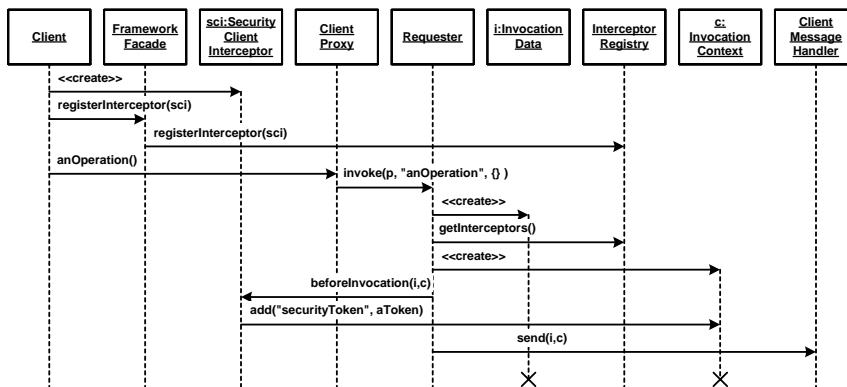 Client
Framework
Facade
sci:Security
Client
Interceptor
Client
Proxy
Requester
i:Invocation
Data
Interceptor
Registry
c:
Invocation
Context
Client
Message
Handler
<<create>>
registerInterceptor(sci)
registerInterceptor(sci)
anOperation()
invoke(p, "anOperation", {} )
<<create>>
getInterceptors()
<<create>>
beforeInvocation(i,c)
add("securityToken", aToken)
send(i,c)